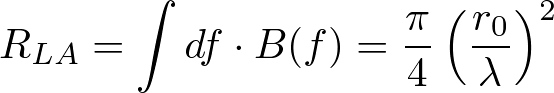 $R_{LA} = \int df \cdot B(f) = \frac{\pi}{4} \left( \frac{r_0}{\lambda} \right)^2$